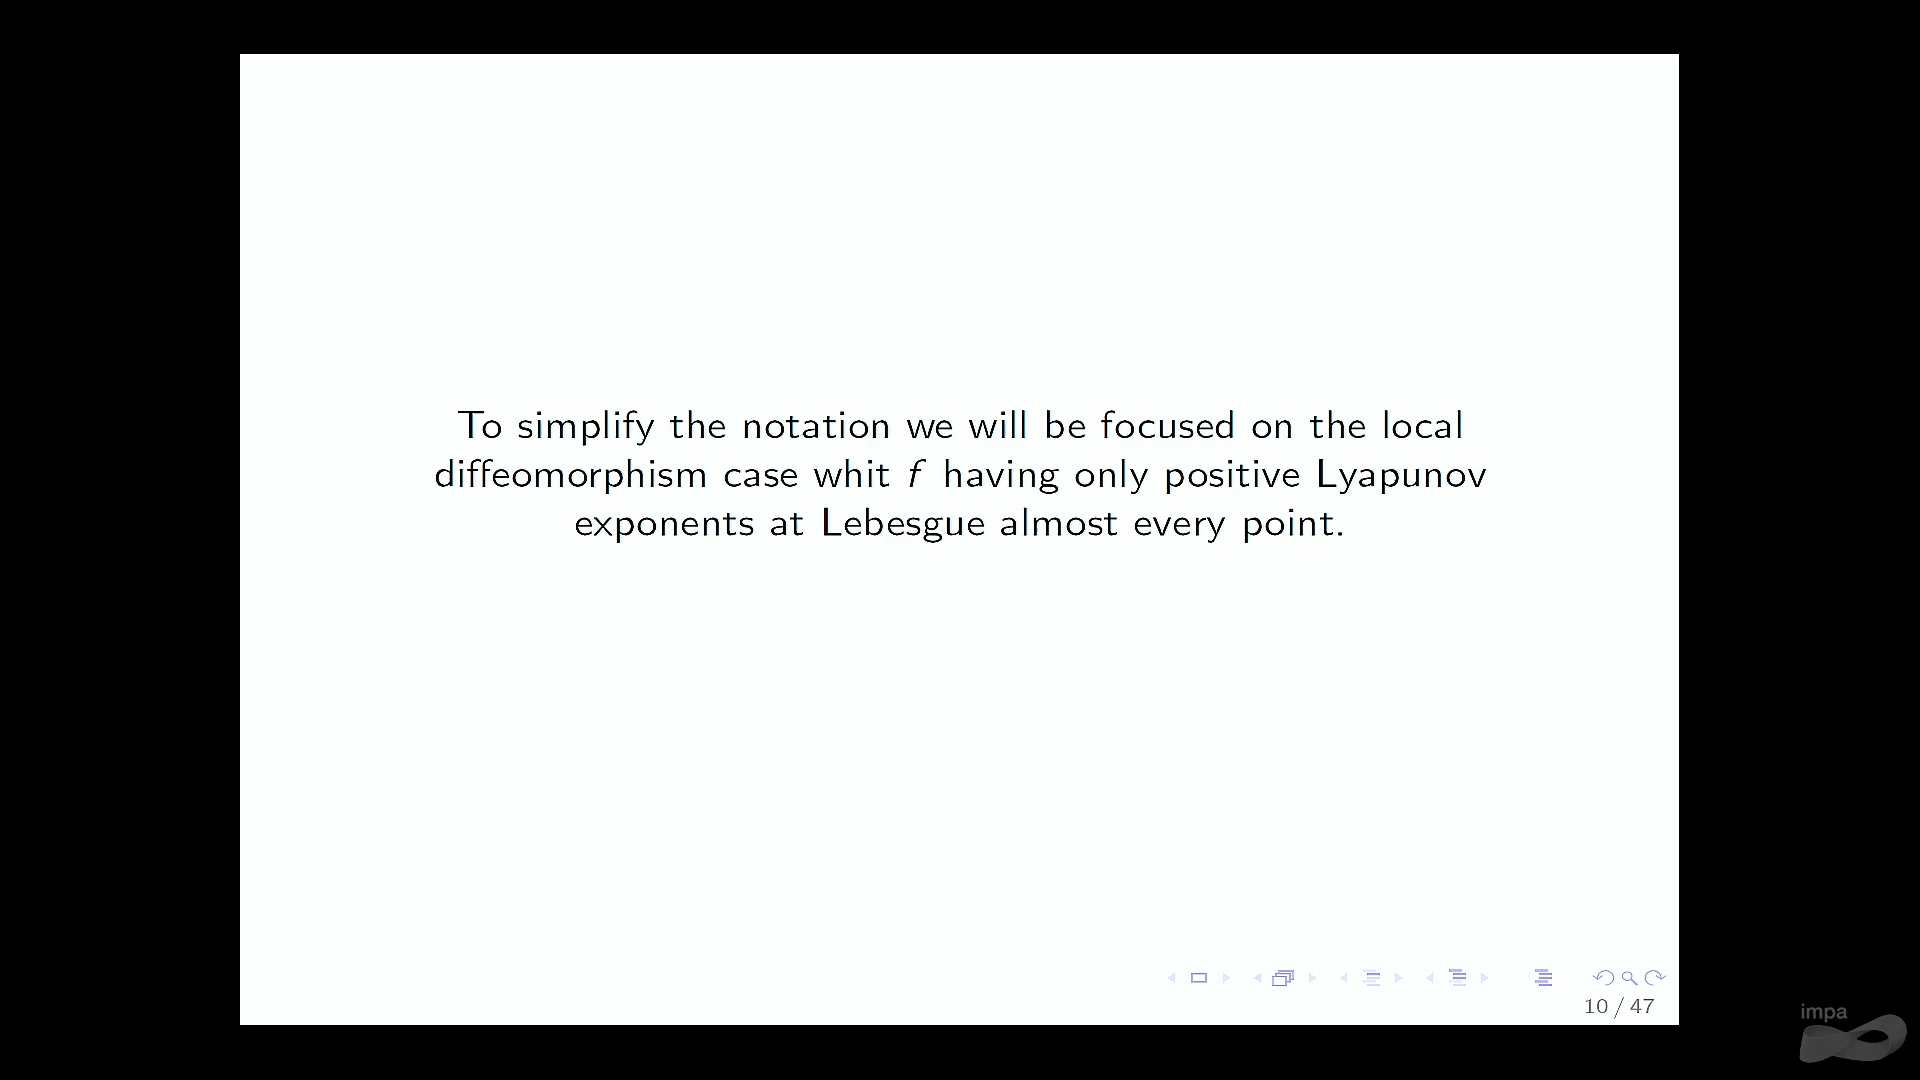 To simplify the notation we will be focused on the local
diffeomorphism case whit f having only positive Lyapunov
exponents at Lebesgue almost every point.
10 / 47
impa